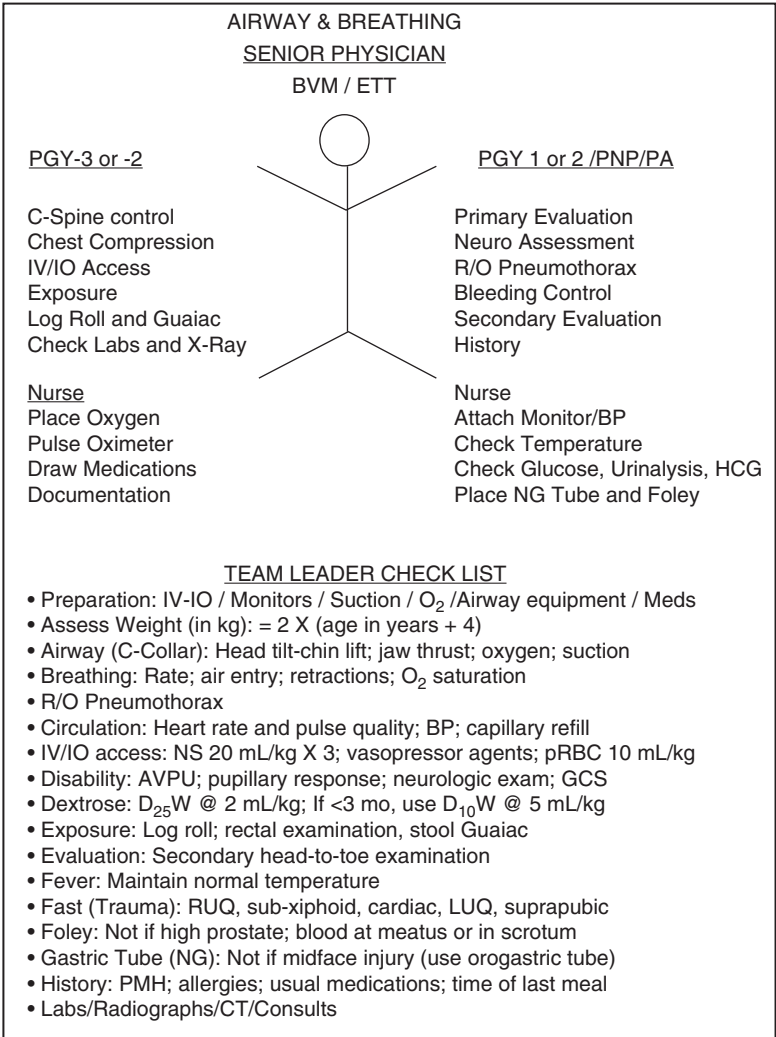 AIRWAY & BREATHING
SENIOR PHYSICIAN
BVM / ETT
PGY-3 or -2
C-Spine control
Chest Compression
IV/IO Access
Exposure
Log Roll and Guaiac
Check Labs and X-Ray
PGY 1 or 2 /PNP/PA
Primary Evaluation
Neuro Assessment
R/O Pneumothorax
Bleeding Control
Secondary Evaluation
History
Nurse
Place Oxygen
Pulse Oximeter
Draw Medications
Documentation
Nurse
Attach Monitor/BP
Check Temperature
Check Glucose, Urinalysis, HCG
Place NG Tube and Foley
TEAM LEADER CHECK LIST
• Preparation: IV-IO / Monitors / Suction / O₂ /Airway equipment / Meds
• Assess Weight (in kg): = 2 X (age in years + 4)
• Airway (C-Collar): Head tilt-chin lift; jaw thrust; oxygen; suction
• Breathing: Rate; air entry; retractions; O₂ saturation
• R/O Pneumothorax
• Circulation: Heart rate and pulse quality; BP; capillary refill
• IV/IO access: NS 20 mL/kg X 3; vasopressor agents; pRBC 10 mL/kg
• Disability: AVPU; pupillary response; neurologic exam; GCS
• Dextrose: D₂₅W @ 2 mL/kg; If <3 mo, use D₁₀W @ 5 mL/kg
• Exposure: Log roll; rectal examination, stool Guaiac
• Evaluation: Secondary head-to-toe examination
• Fever: Maintain normal temperature
• Fast (Trauma): RUQ, sub-xiphoid, cardiac, LUQ, suprapubic
• Foley: Not if high prostate; blood at meatus or in scrotum
• Gastric Tube (NG): Not if midface injury (use orogastric tube)
• History: PMH; allergies; usual medications; time of last meal
• Labs/Radiographs/CT/Consults